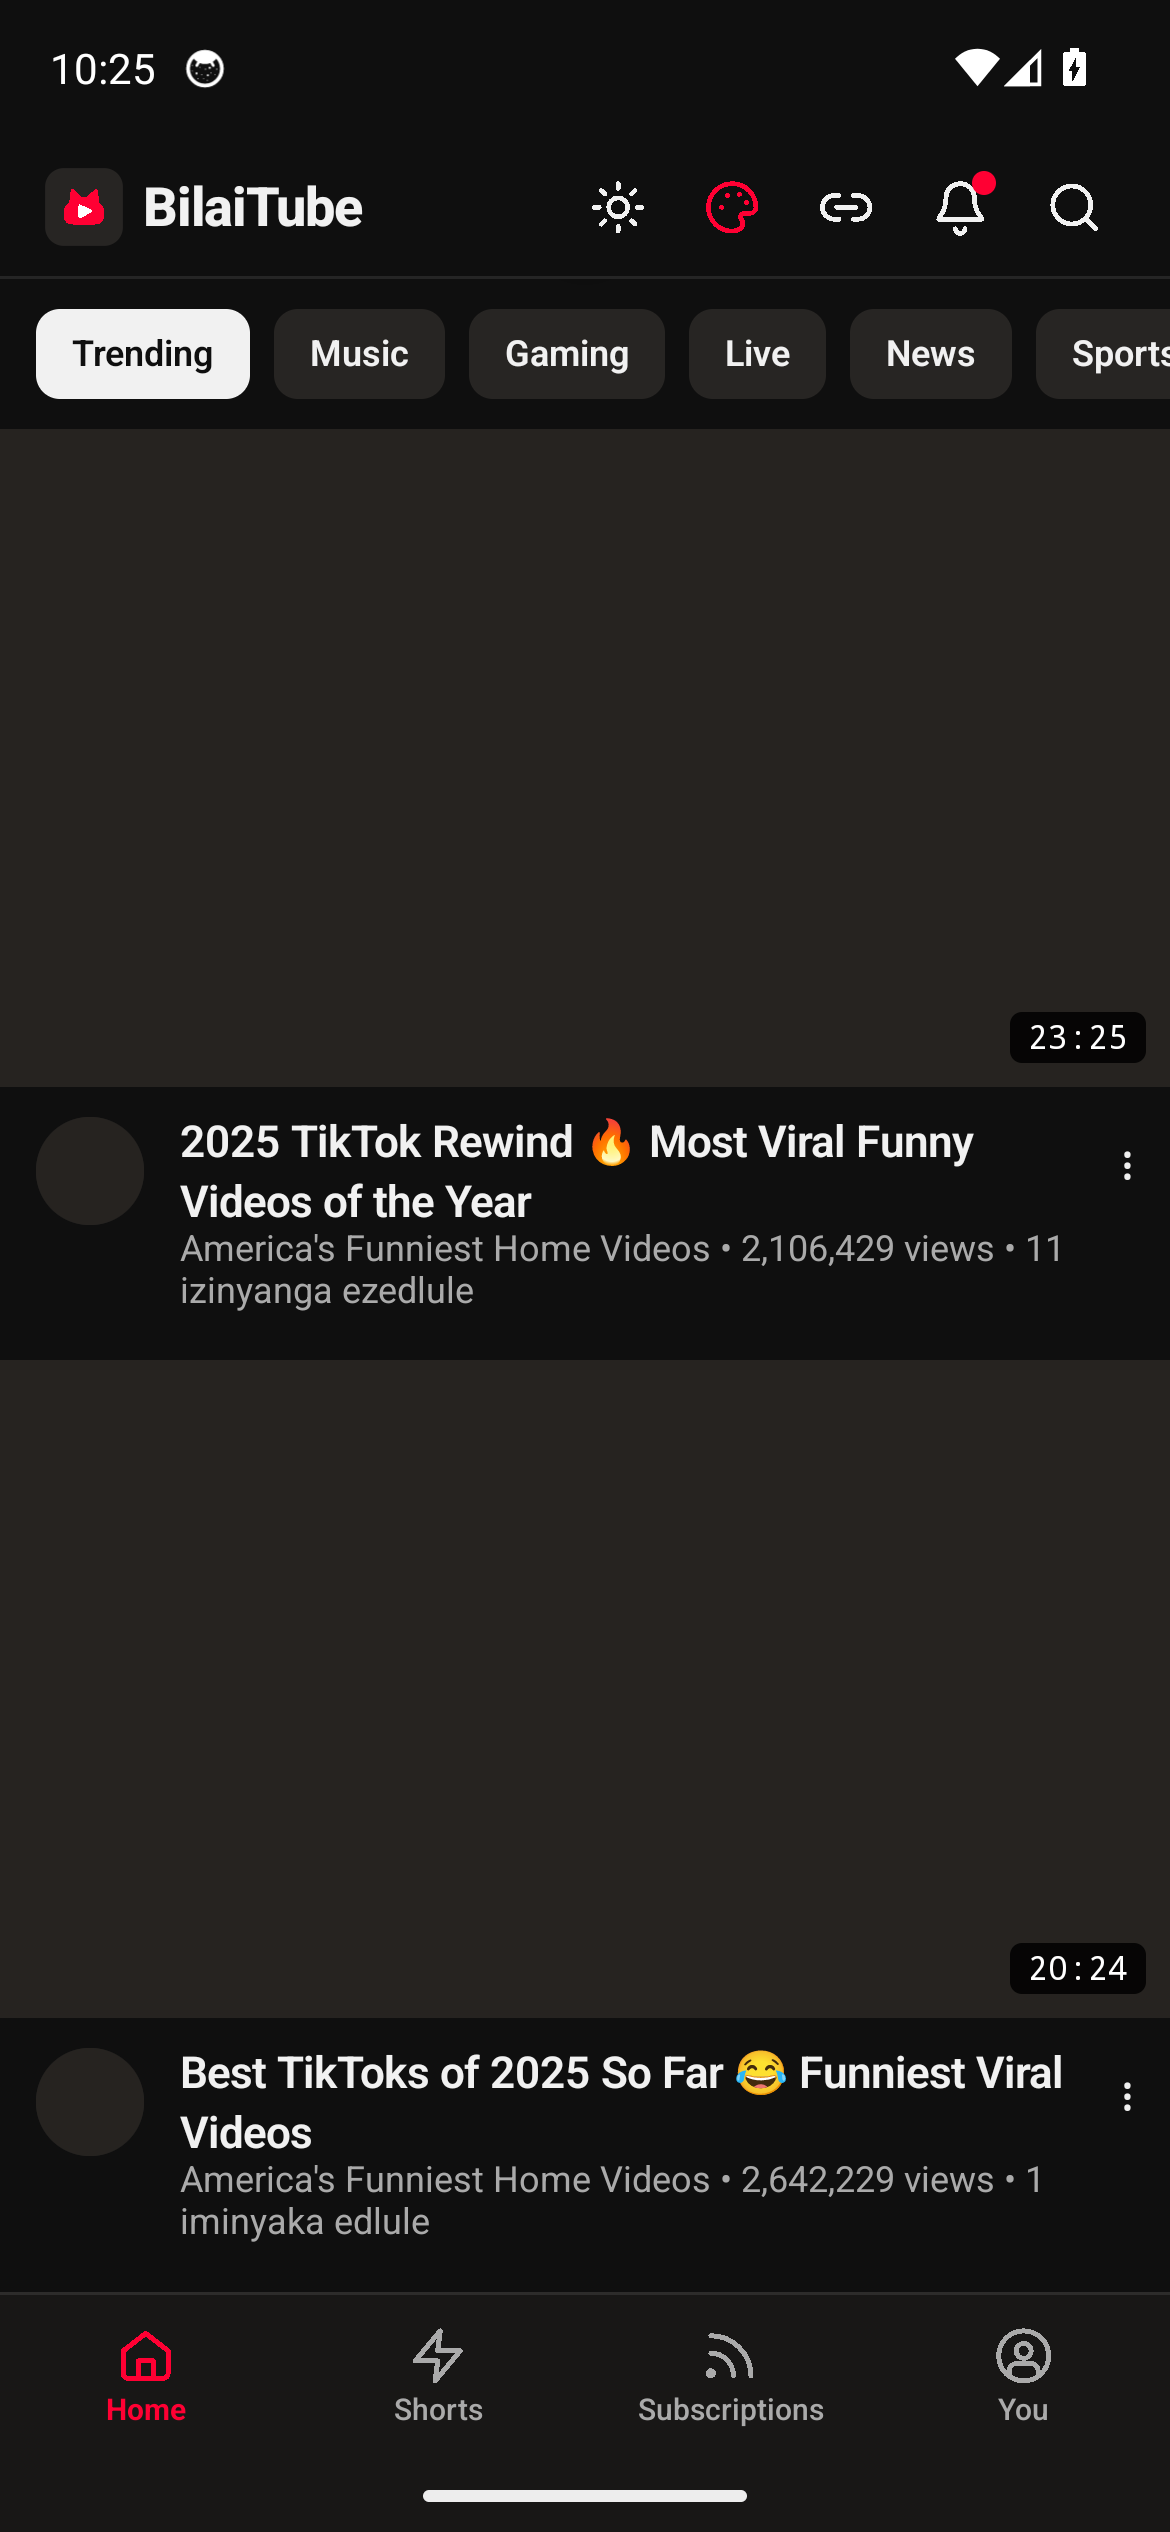 10:25
BilaiTube
Trending
Music
Gaming
Live
News
Sports
23:25
2025 TikTok Rewind 🔥 Most Viral Funny
Videos of the Year
America's Funniest Home Videos • 2,106,429 views • 11
izinyanga ezedlule
20:24
Best TikToks of 2025 So Far 😂 Funniest Viral
Videos
America's Funniest Home Videos • 2,642,229 views • 1
iminyaka edlule
Home
Shorts
Subscriptions
You